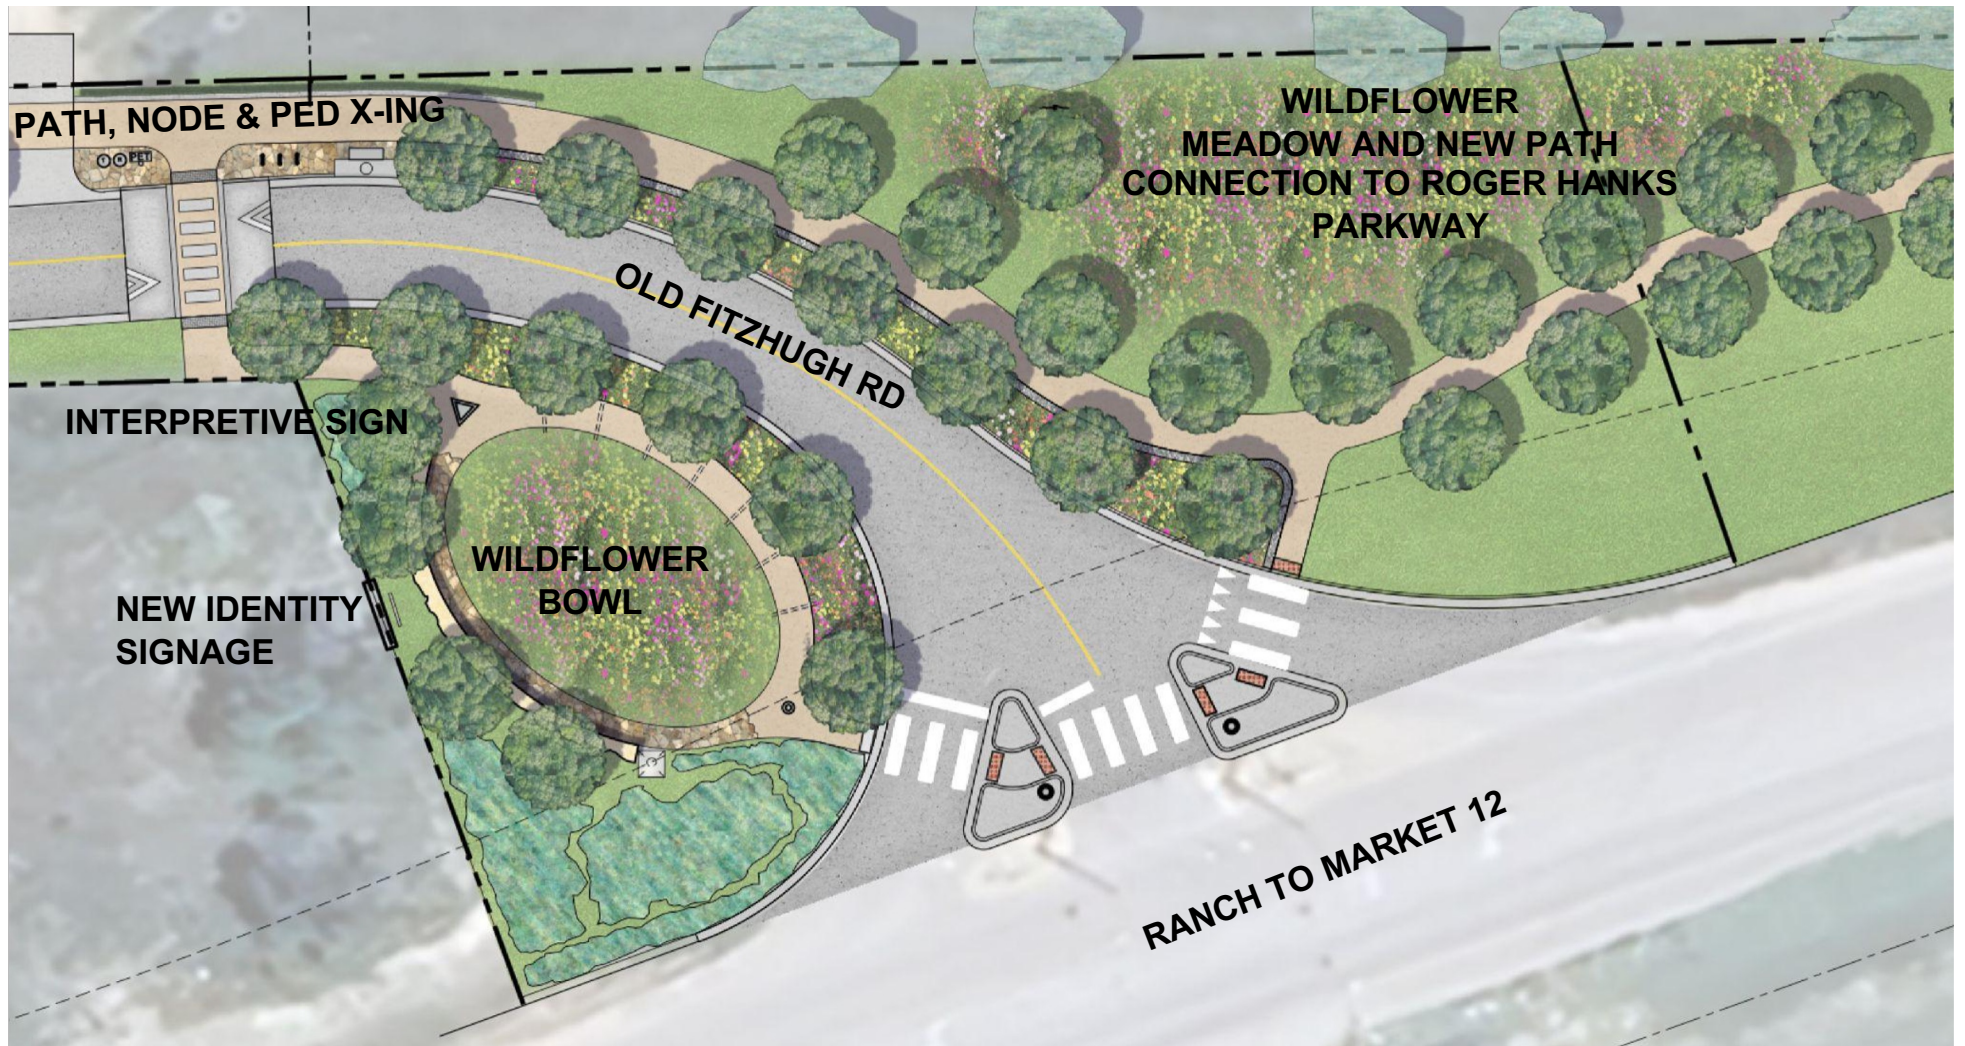 PATH, NODE & PED X-ING
WILDFLOWER
MEADOW AND NEW PATH
CONNECTION TO ROGER HANKS
PARKWAY
OLD FITZHUGH RD
INTERPRETIVE SIGN
WILDFLOWER
BOWL
NEW IDENTITY
SIGNAGE
RANCH TO MARKET 12